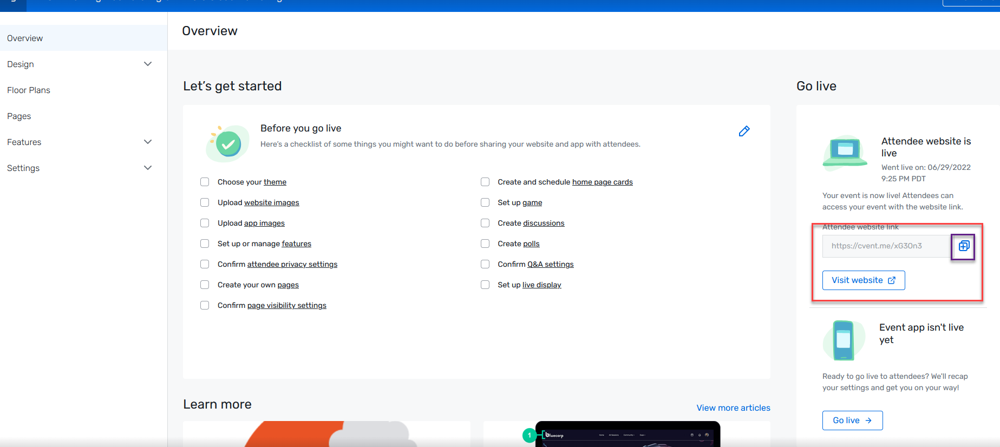 Overview
Design
Floor Plans
Pages
Features
Settings
Overview
Let's get started
Before you go live
Here's a checklist of some things you might want to do before sharing your website and app with attendees.
Choose your theme
Upload website images
Upload app images
Set up or manage features
Confirm attendee privacy settings
Create your own pages
Confirm page visibility settings
Create and schedule home page cards
Set up game
Create discussions
Create polls
Confirm Q&A settings
Set up live display
Go live
Attendee website is
live
Went live on: 06/29/2022
9:25 PM PDT
Your event is now live! Attendees can
access your event with the website link.
Attendee website link
https://cvent.me/xG3On3
Visit website
Event app isn't live
yet
Ready to go live to attendees? We'll recap
your settings and get you on your way!
Go live
Learn more
View more articles
1
bluecorp
Home All Sessions Community Expo